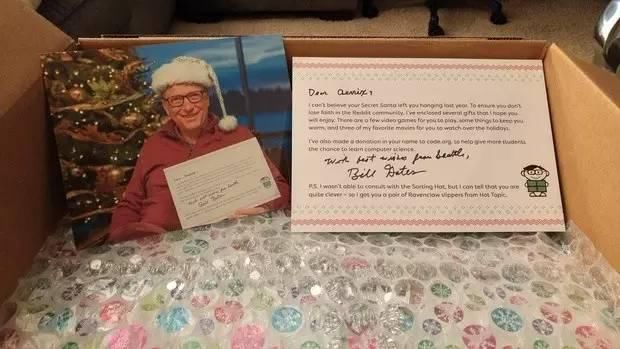 Dear Aerrix,
I can't believe your Secret Santa left you hanging last year. To ensure you don't
lose faith in the Reddit community, I've enclosed several gifts that I hope you
will enjoy. There are a few video games for you to play, some things to keep you
warm, and three of my favorite movies for you to watch over the holidays.
I've also made a donation in your name to code.org, to help give more students
the chance to learn computer science.
With best wishes from Seattle,
Bill Gates
P.S. I wasn't able to consult with the Sorting Hat, but I can tell that you are
quite clever – so I got you a pair of Ravenclaw slippers from Hot Topic.